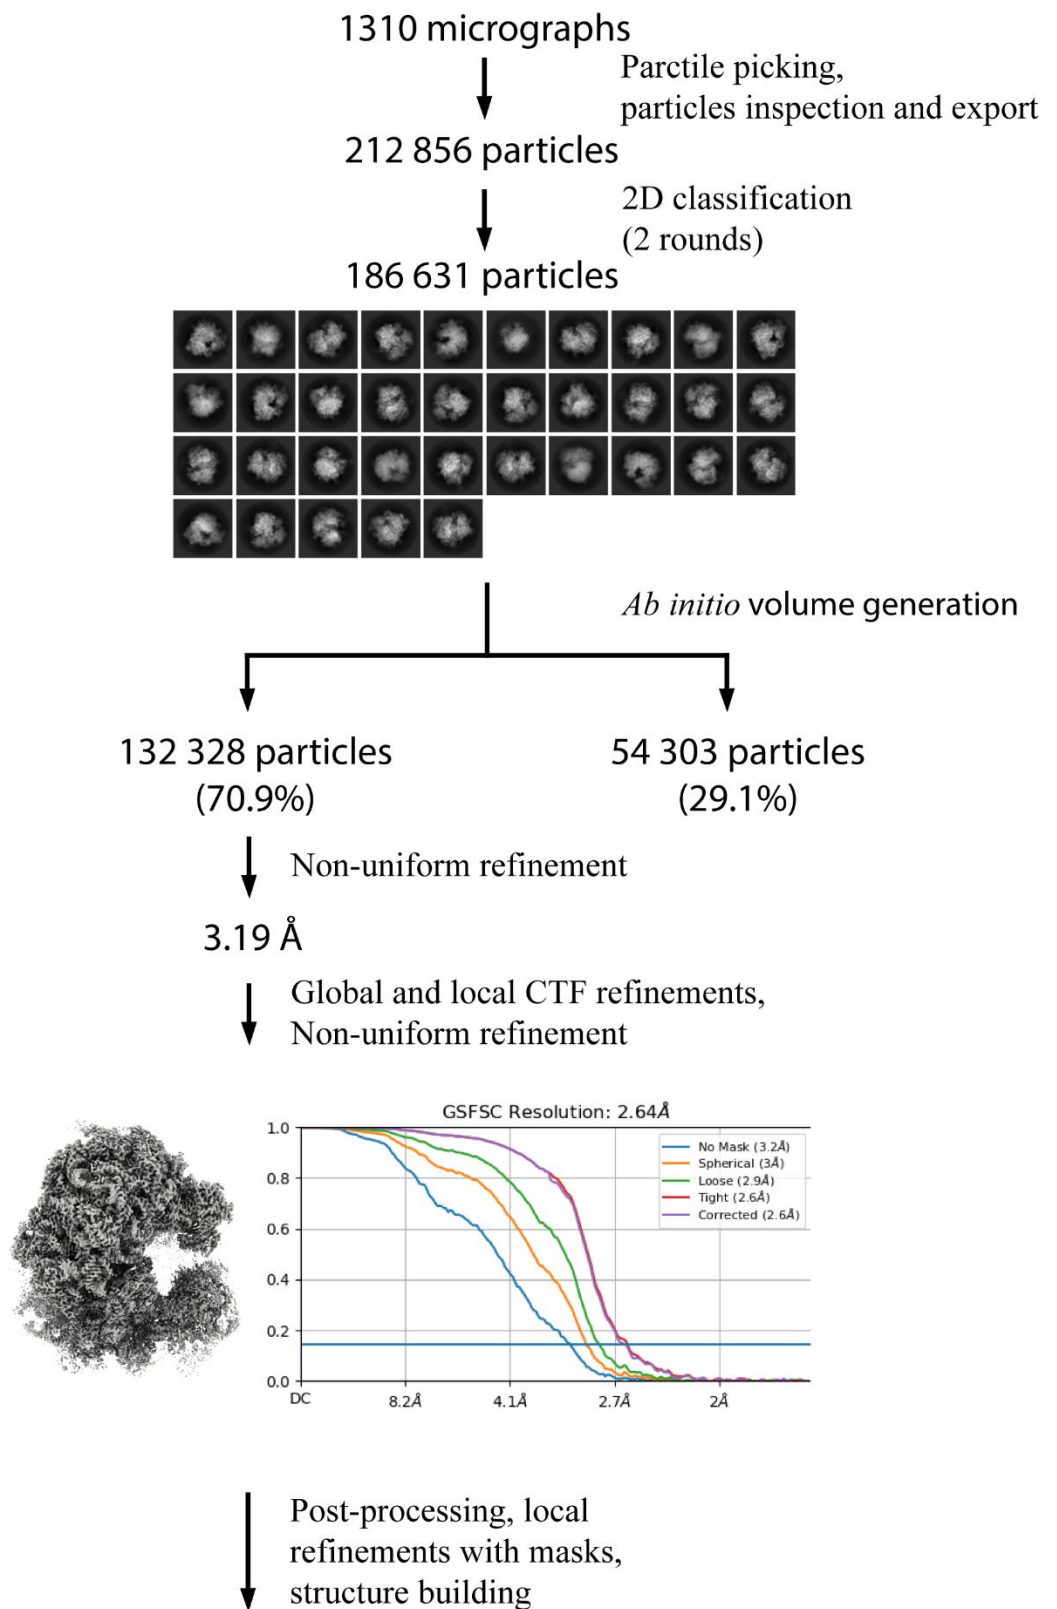 1310 micrographs
Parctile picking,
particles inspection and export
212 856 particles
2D classification
(2 rounds)
186 631 particles
Ab initio volume generation
132 328 particles
(70.9%)
54 303 particles
(29.1%)
Non-uniform refinement
3.19 Å
Global and local CTF refinements,
Non-uniform refinement
GSFSC Resolution: 2.64Å
1.0
0.8
0.6
0.4
0.2
0.0
No Mask (3.2Å)
Spherical (3Å)
Loose (2.9Å)
Tight (2.6Å)
Corrected (2.6Å)
DC
8.2Å
4.1Å
2.7Å
2Å
Post-processing, local
refinements with masks,
structure building